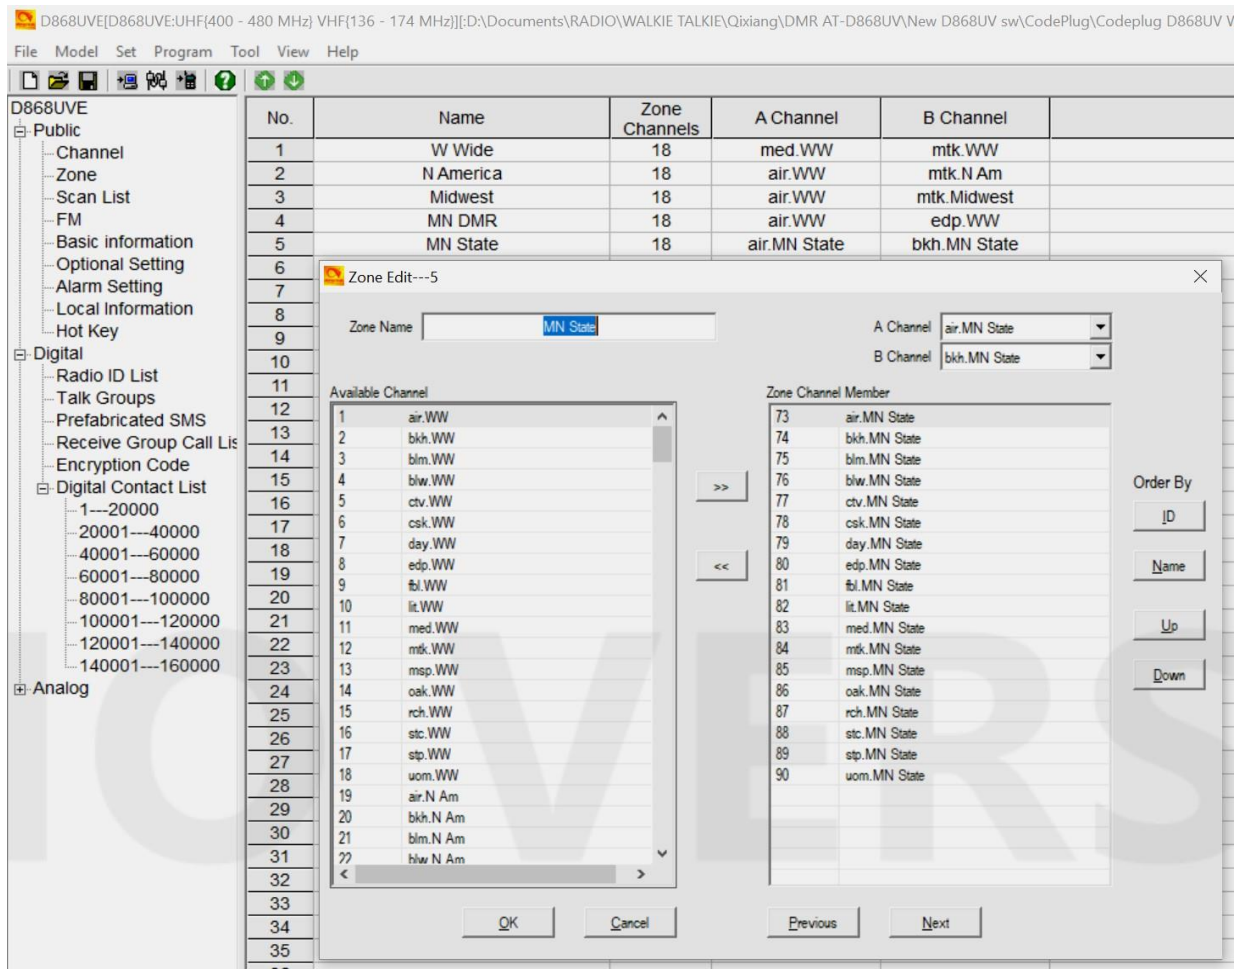 D868UVE[D868UVE:UHF{400 - 480 MHz} VHF{136 - 174 MHz}][:D:\Documents\RADIO\WALKIE TALKIE\Qixiang\DMR AT-D868UV\New D868UV sw\CodePlug\Codeplug D868UV
File Model Set Program Tool View Help
D868UVE
Public
Channel
Zone
Scan List
FM
Basic information
Optional Setting
Alarm Setting
Local Information
Hot Key
Digital
Radio ID List
Talk Groups
Prefabricated SMS
Receive Group Call Lis
Encryption Code
Digital Contact List
1---20000
20001---40000
40001---60000
60001---80000
80001---100000
100001---120000
120001---140000
140001---160000
Analog
No. Name Zone Channels A Channel B Channel
1 W Wide 18 med.WW mtk.WW
2 N America 18 air.WW mtk.N Am
3 Midwest 18 air.WW mtk.Midwest
4 MN DMR 18 air.WW edp.WW
5 MN State 18 air.MN State bkh.MN State
6
7
8
9
10
11
12
13
14
15
16
17
18
19
20
21
22
23
24
25
26
27
28
29
30
31
32
33
34
35
Zone Edit---5
Zone Name MN State
A Channel air.MN State
B Channel bkh.MN State
Available Channel
1 air.WW
2 bkh.WW
3 blm.WW
4 blw.WW
5 ctv.WW
6 csk.WW
7 day.WW
8 edp.WW
9 fbl.WW
10 lit.WW
11 med.WW
12 mtk.WW
13 msp.WW
14 oak.WW
15 rch.WW
16 stc.WW
17 stp.WW
18 uom.WW
19 air.N Am
20 bkh.N Am
21 blm.N Am
22 blw.N Am
>>
<<
Zone Channel Member
73 air.MN State
74 bkh.MN State
75 blm.MN State
76 blw.MN State
77 ctv.MN State
78 csk.MN State
79 day.MN State
80 edp.MN State
81 fbl.MN State
82 lit.MN State
83 med.MN State
84 mtk.MN State
85 msp.MN State
86 oak.MN State
87 rch.MN State
88 stc.MN State
89 stp.MN State
90 uom.MN State
Order By
ID
Name
Up
Down
OK Cancel Previous Next